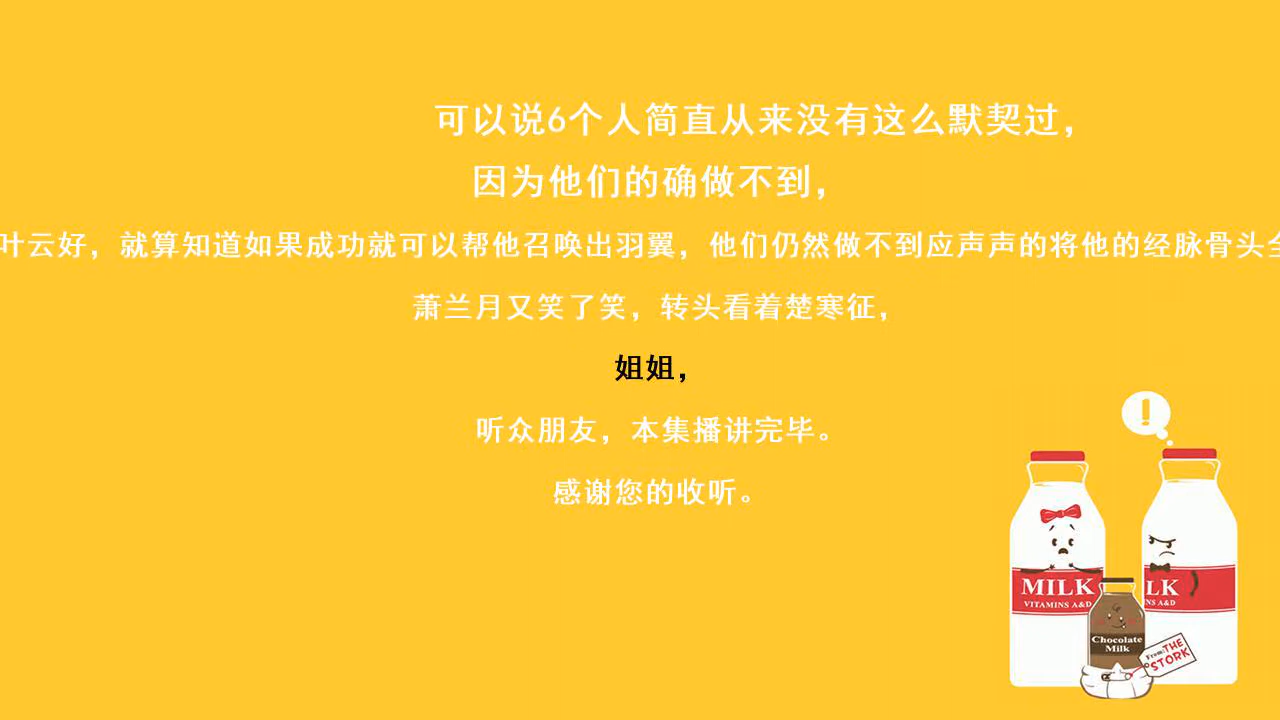 可以说6个人简直从来没有这么默契过，
因为他们的确做不到，
叶云好，就算知道如果成功就可以帮他召唤出羽翼，他们仍然做不到应声声的将他的经脉骨头全
萧兰月又笑了笑，转头看着楚寒征，
姐姐，
听众朋友，本集播讲完毕。
感谢您的收听。
!
MILK
VITAMINS A&D
LK
NS A&D
Chocolate
Milk
From: THE
STORK